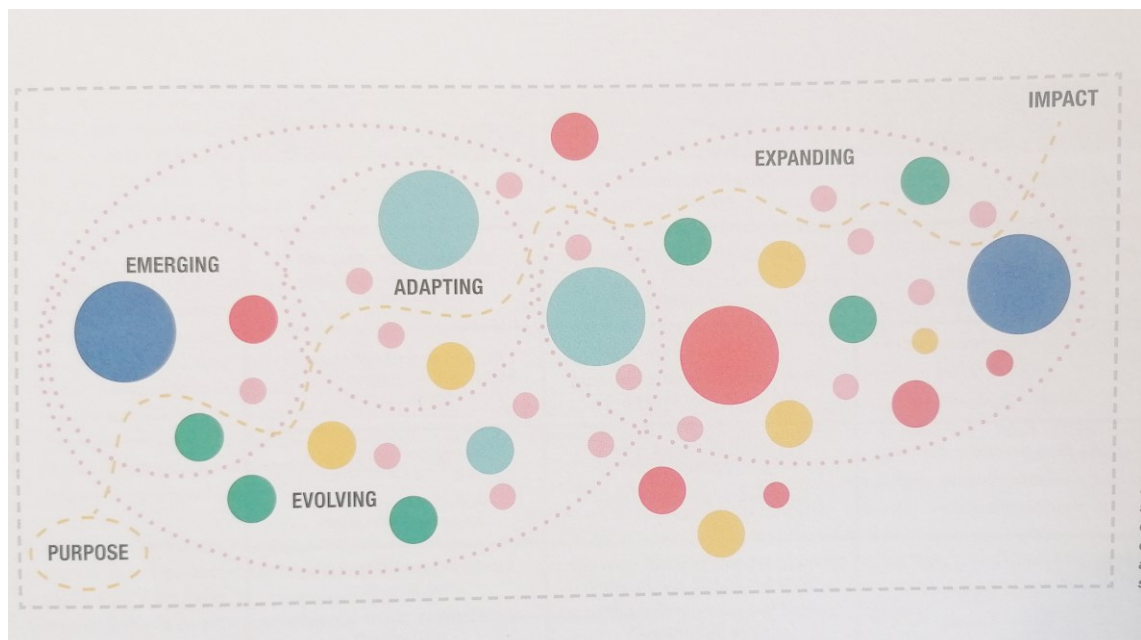 IMPACT
EXPANDING
EMERGING
ADAPTING
EVOLVING
PURPOSE